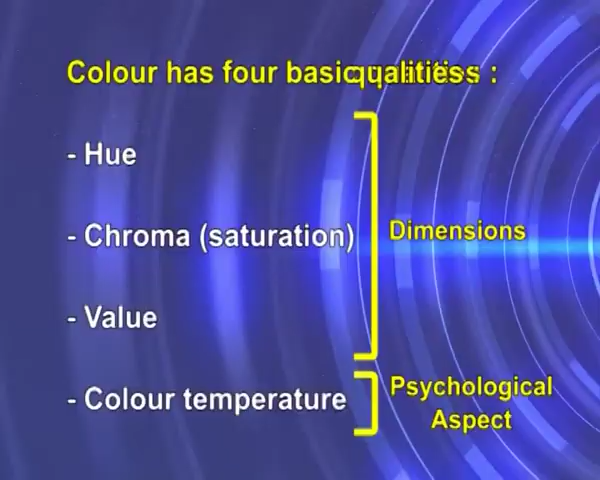 Colour has four basic qualities :
- Hue
- Chroma (saturation)
Dimensions
- Value
- Colour temperature
Psychological
Aspect